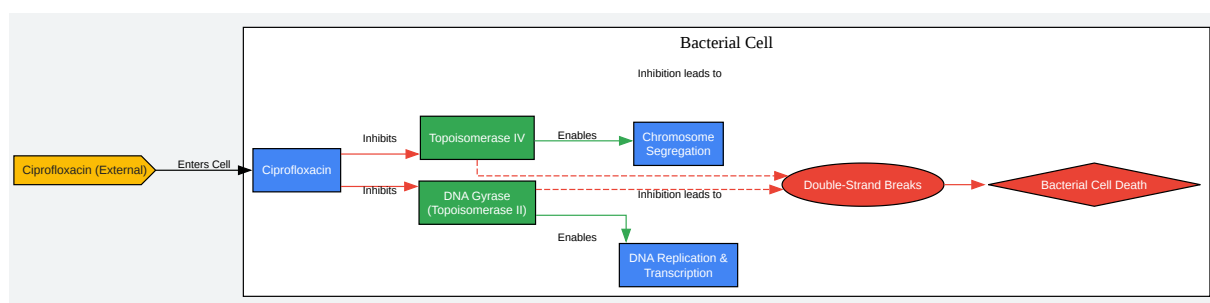 Bacterial Cell
Inhibition leads to
Inhibits
Topoisomerase IV
Enables
Chromosome
Segregation
Ciprofloxacin (External)
Enters Cell
Ciprofloxacin
Inhibits
DNA Gyrase
(Topoisomerase II)
Inhibition leads to
Double-Strand Breaks
Bacterial Cell Death
Enables
DNA Replication &
Transcription